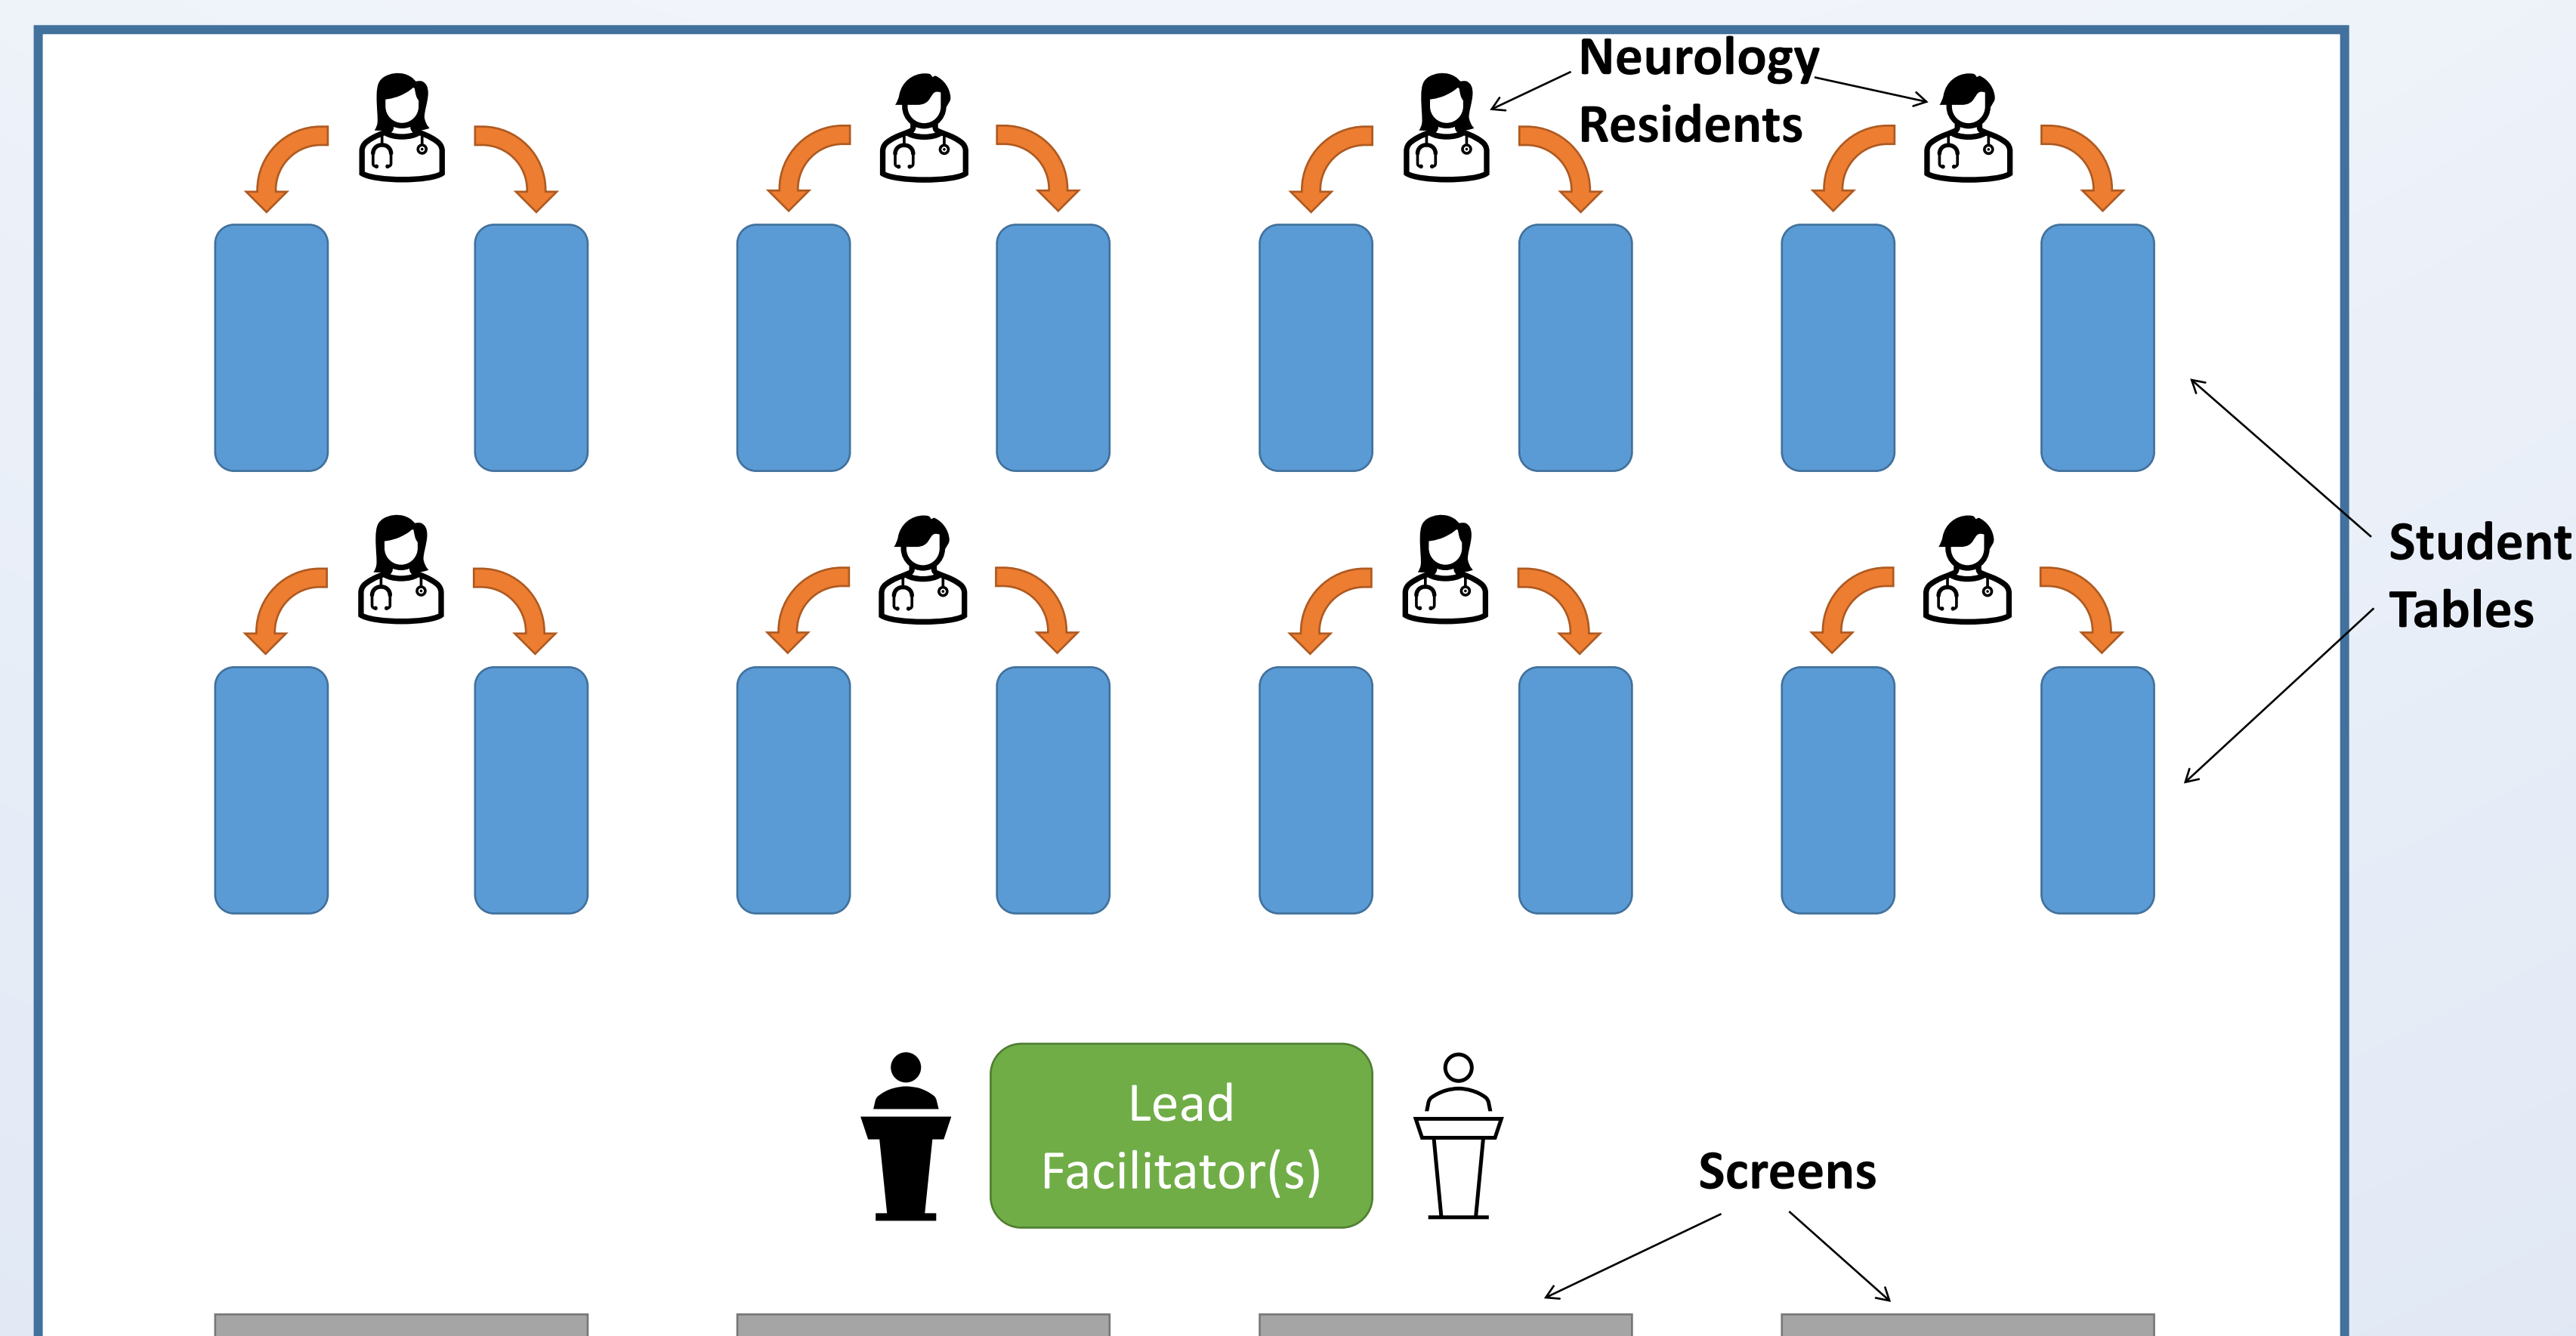 Neurology
Residents
Student
Tables
Lead
Facilitator(s)
Screens